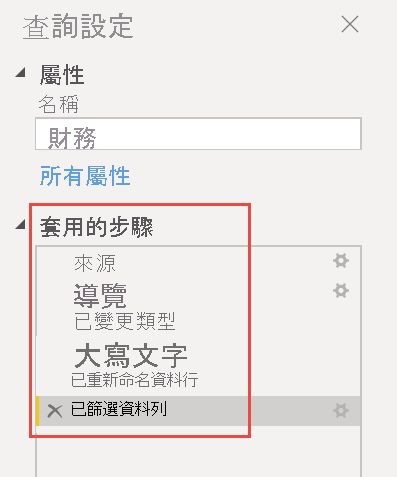 查詢設定
屬性
名稱
財務
所有屬性
套用的步驟
來源
導覽
已變更類型
大寫文字
已重新命名資料行
已篩選資料列